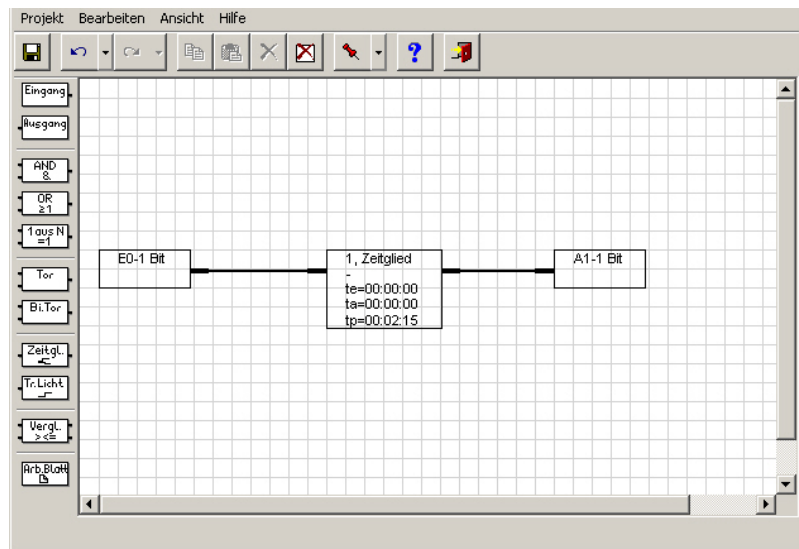 Projekt Bearbeiten Ansicht Hilfe
?
Eingang
Ausgang
AND
&
OR
≥1
1 aus N
=1
Tor
Bi.Tor
Zeitgl.
Tr.Licht
Vergl.
><=
Arb.Blatt
E0-1 Bit
1, Zeitglied
-
te=00:00:00
ta=00:00:00
tp=00:02:15
A1-1 Bit